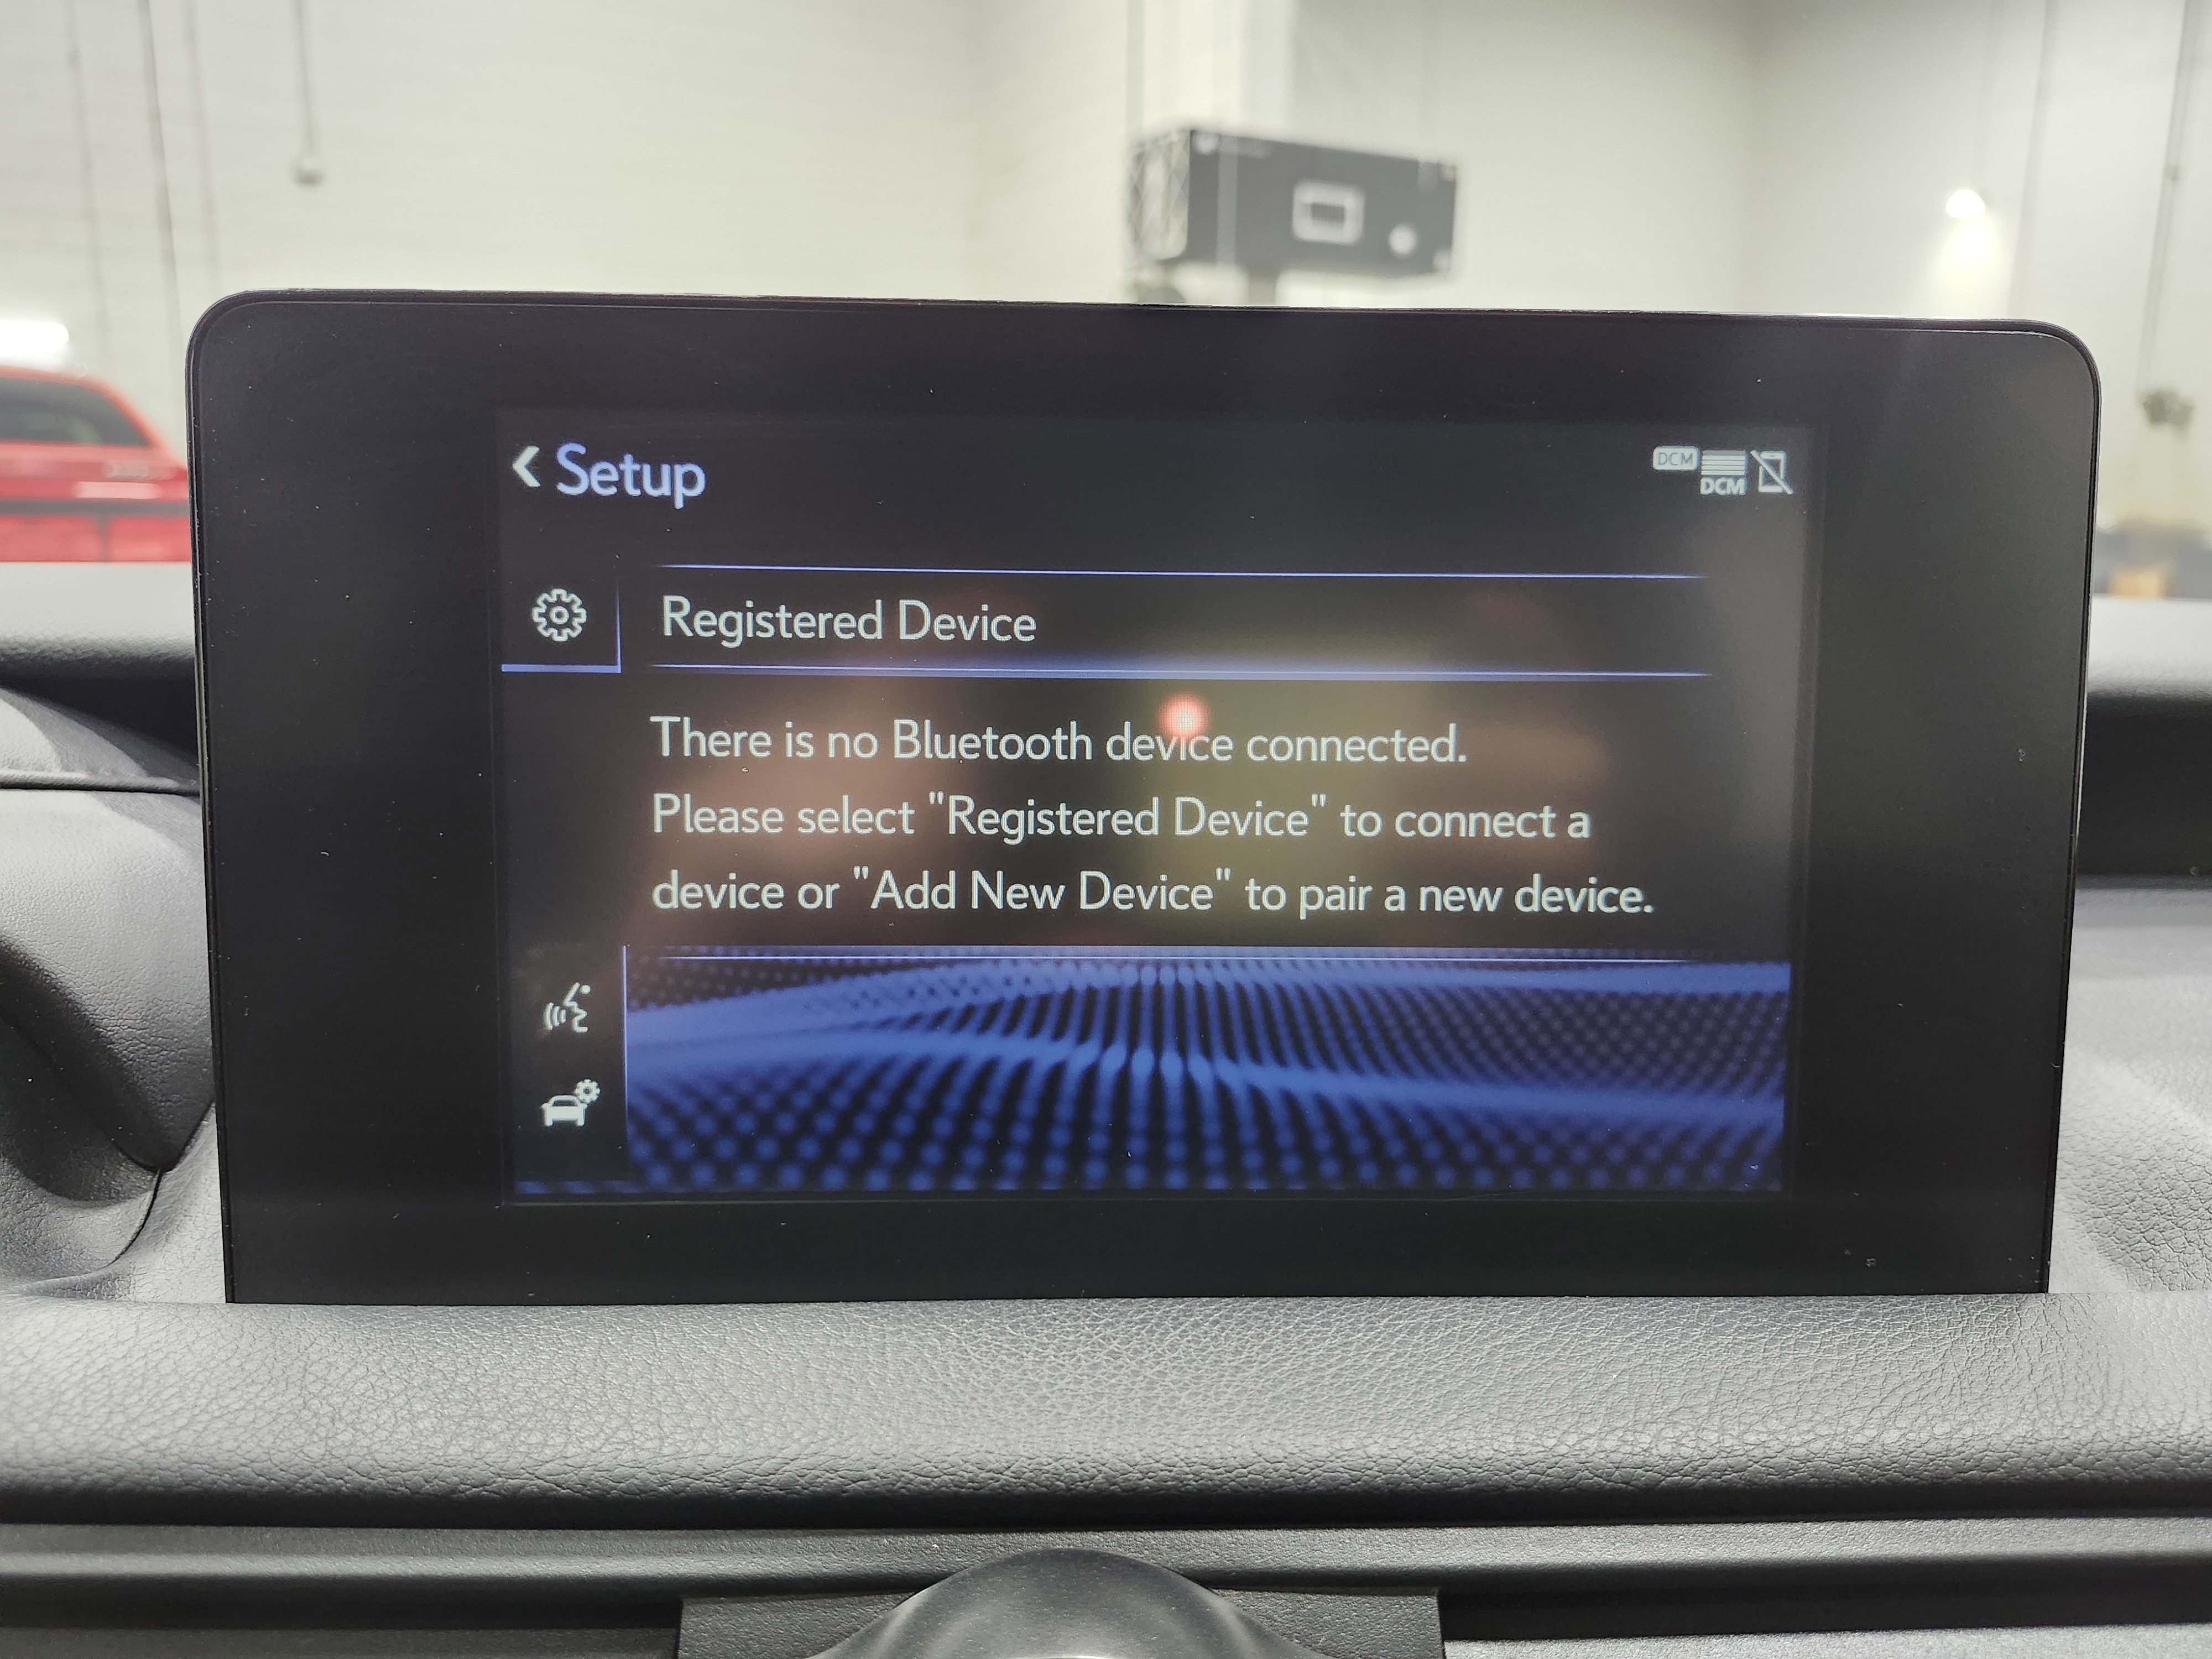 Setup
DCM
DCM
Registered Device
There is no Bluetooth device connected.
Please select "Registered Device" to connect a
device or "Add New Device" to pair a new device.